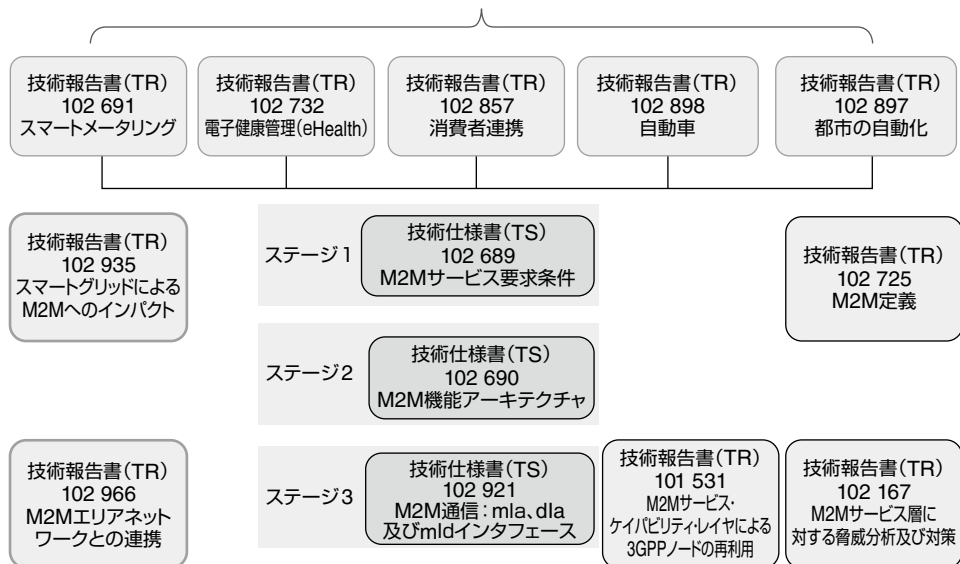 技術報告書(TR)
102 691
スマートメータリング
技術報告書(TR)
102 732
電子健康管理(eHealth)
技術報告書(TR)
102 857
消費者連携
技術報告書(TR)
102 898
自動車
技術報告書(TR)
102 897
都市の自動化
技術報告書(TR)
102 935
スマートグリッドによる
M2Mへのインパクト
ステージ1
技術仕様書(TS)
102 689
M2Mサービス要求条件
技術報告書(TR)
102 725
M2M定義
ステージ2
技術仕様書(TS)
102 690
M2M機能アーキテクチャ
技術報告書(TR)
102 966
M2Mエリアネット
ワークとの連携
ステージ3
技術仕様書(TS)
102 921
M2M通信：mIa、dIa
及びmIdインタフェース
技術報告書(TR)
101 531
M2Mサービス・
ケイパビリティ・レイヤによる
3GPPノードの再利用
技術報告書(TR)
102 167
M2Mサービス層に
対する脅威分析及び対策